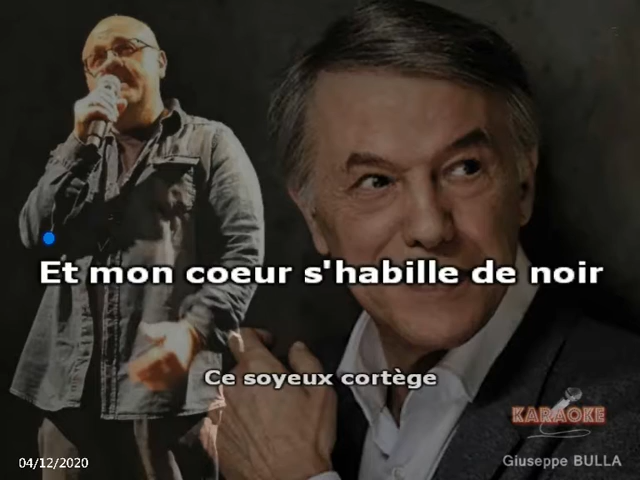 Et mon coeur s'habille de noir
Ce soyeux cortège
KARAOKE
04/12/2020
Giuseppe BULLA